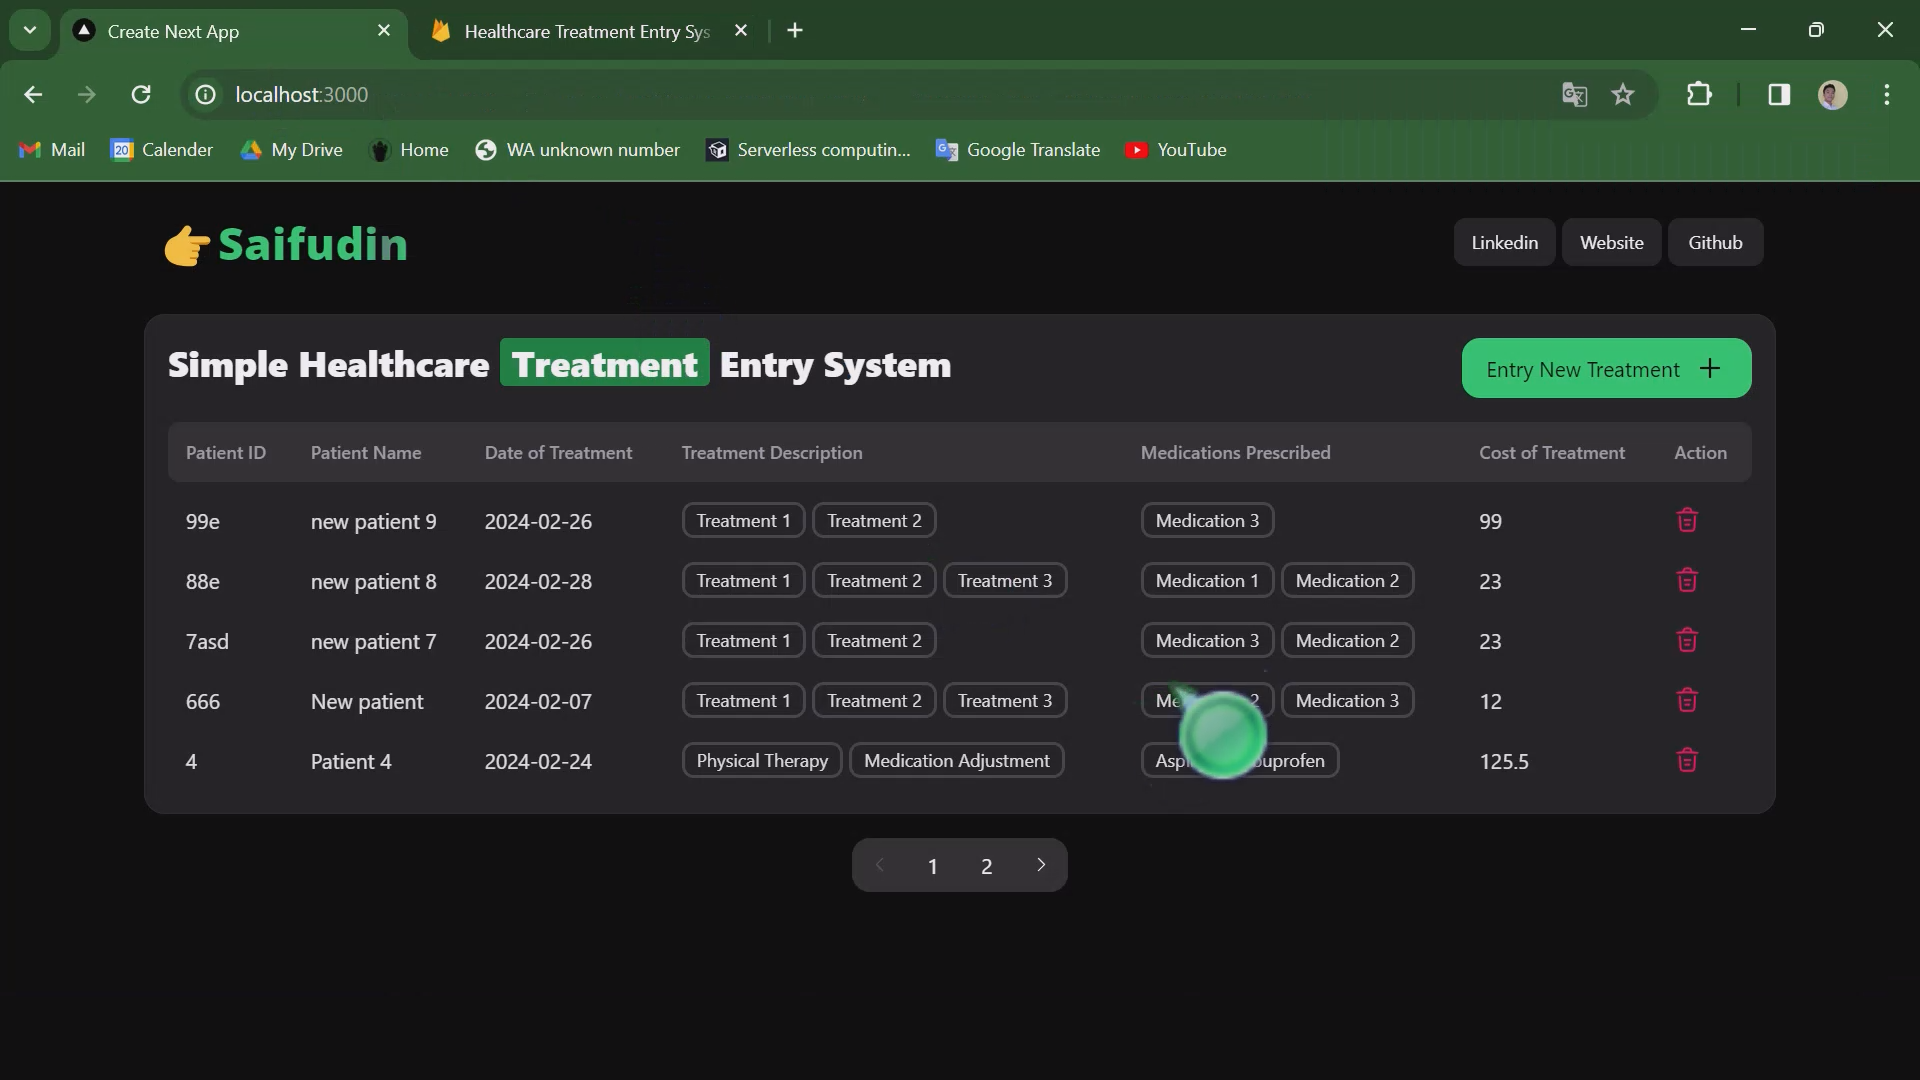 Create Next App
Healthcare Treatment Entry Sys
localhost:3000
Mail
20
Calender
My Drive
Home
WA unknown number
Serverless computin...
Google Translate
YouTube
Saifudin
Linkedin
Website
Github
Simple Healthcare Treatment Entry System
Entry New Treatment +
Patient ID Patient Name Date of Treatment Treatment Description Medications Prescribed Cost of Treatment Action
99e new patient 9 2024-02-26 Treatment 1 Treatment 2 Medication 3 99
88e new patient 8 2024-02-28 Treatment 1 Treatment 2 Treatment 3 Medication 1 Medication 2 23
7asd new patient 7 2024-02-26 Treatment 1 Treatment 2 Medication 3 Medication 2 23
666 New patient 2024-02-07 Treatment 1 Treatment 2 Treatment 3 2 Medication 3 12
4 Patient 4 2024-02-24 Physical Therapy Medication Adjustment 125.5
< 1 2 >